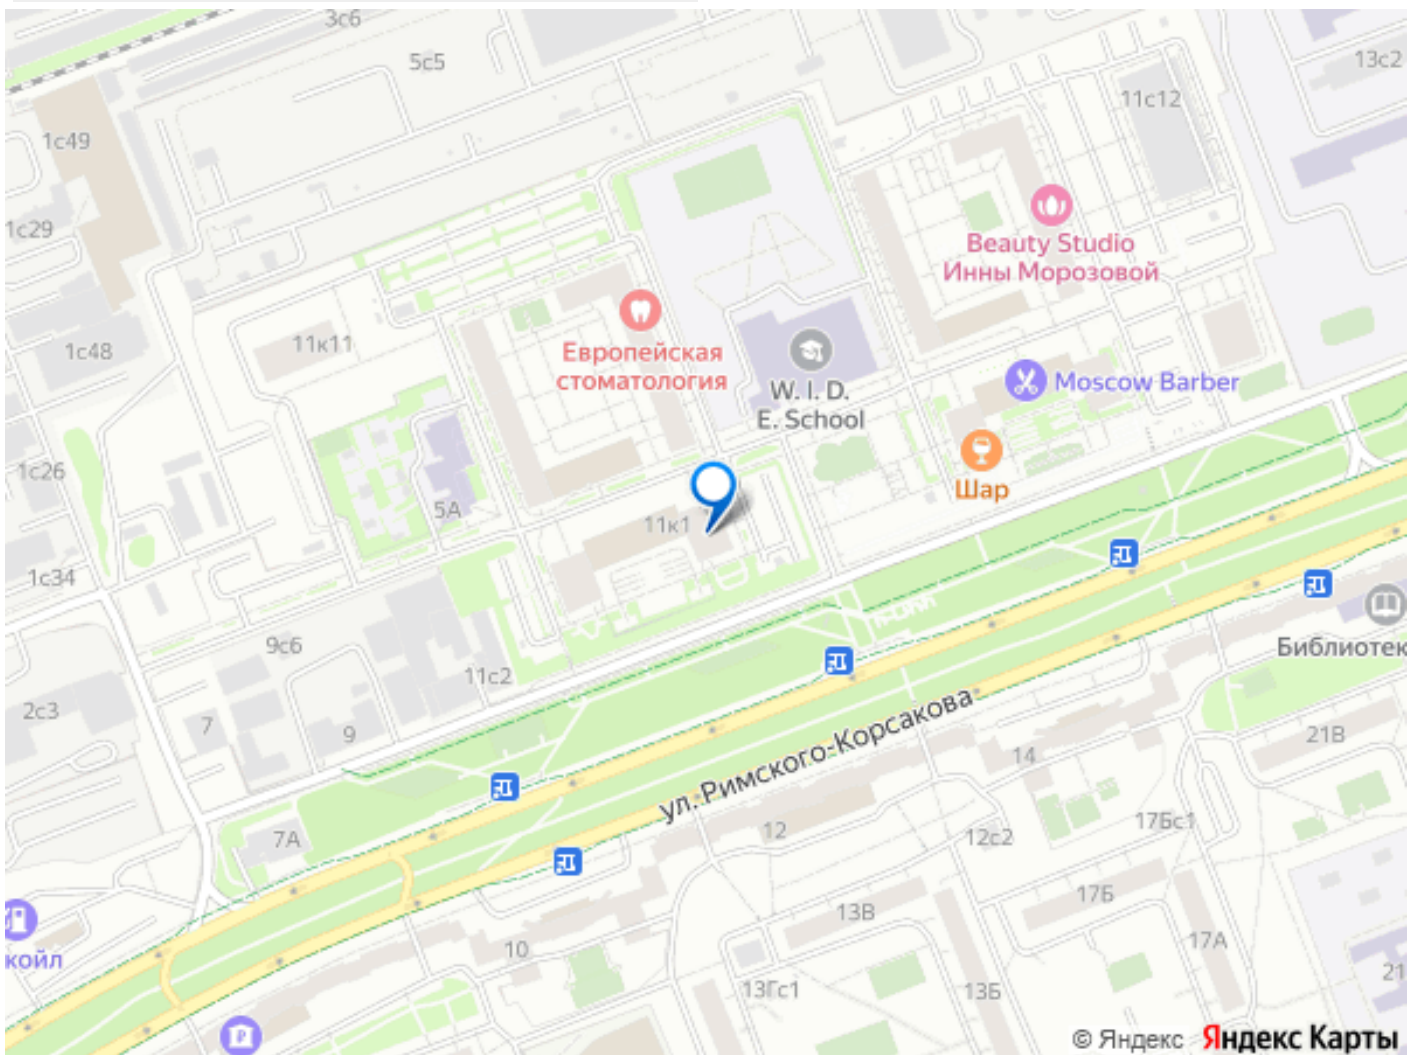 3с6
5с5
13с2
11с12
1с49
1с29
Beauty Studio
Инны Морозовой
11к11
1с48
Европейская
стоматология
W. I. D.
E. School
Moscow Barber
1с26
Шар
5А
11к1
1с34
9с6
Библиотек
11с2
2с3
7
9
ул. Римского-Корсакова
21В
14
7А
12
12с2
17Бс1
17Б
13В
17А
койл
10
13Гс1
13Б
21
© Яндекс Яндекс Карты